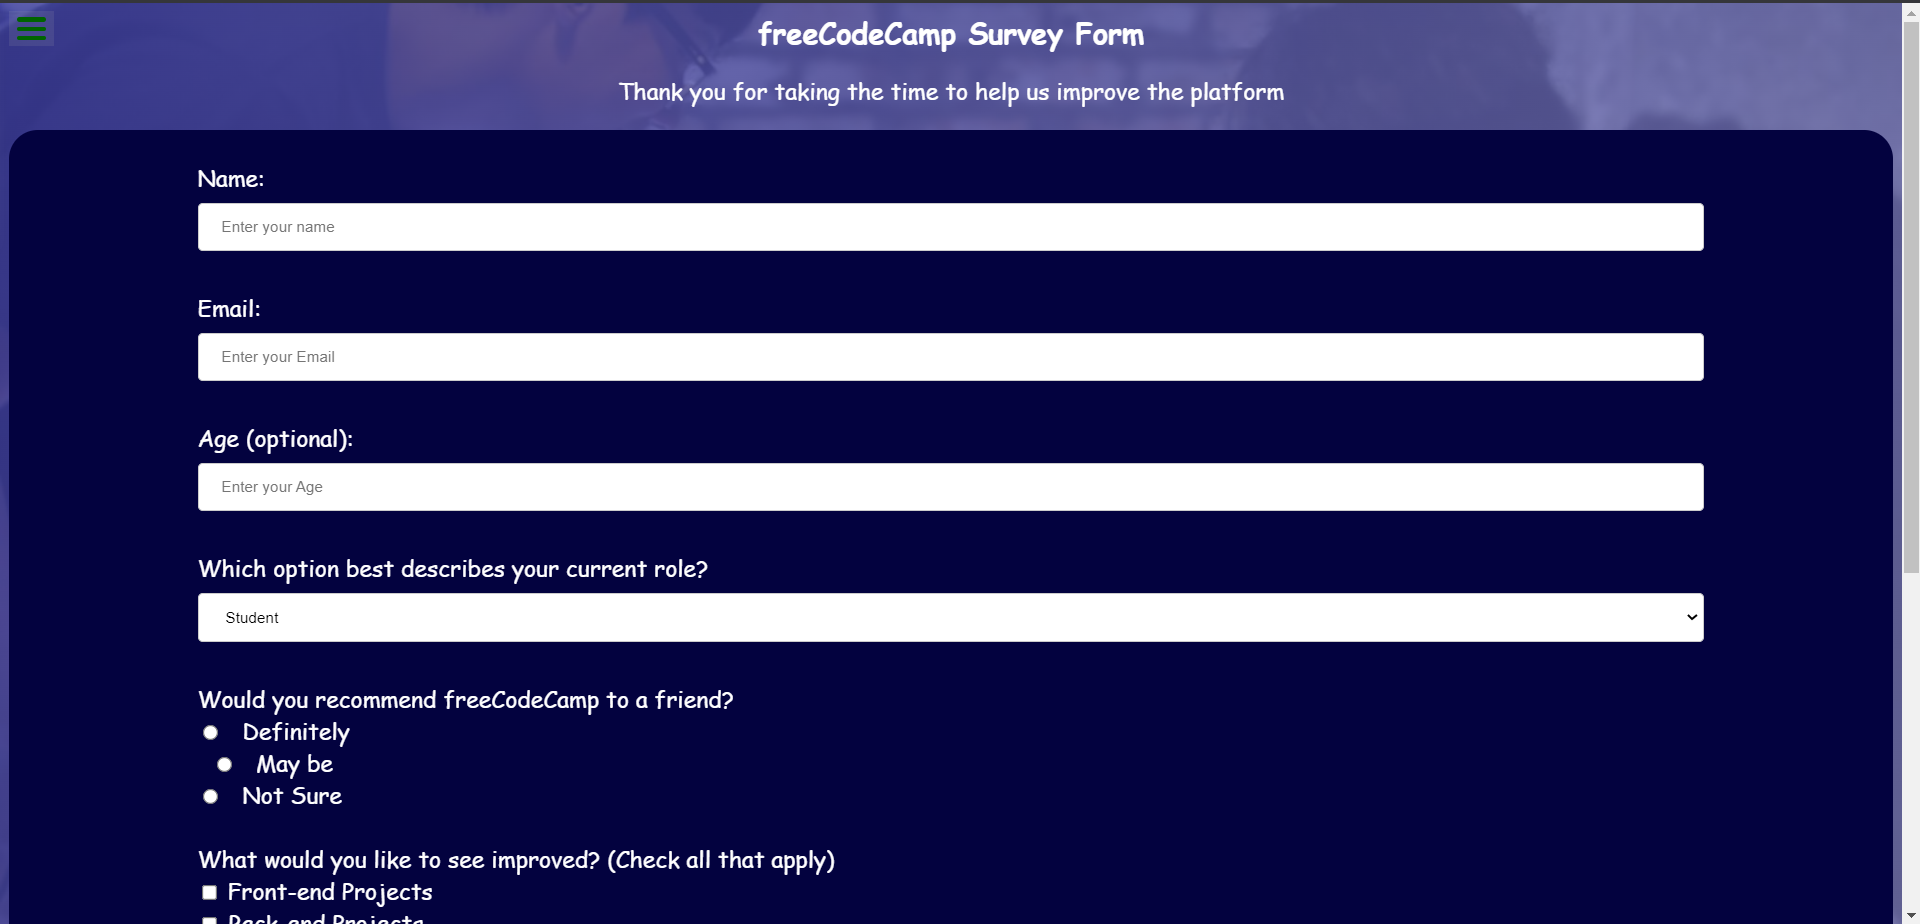 freeCodeCamp Survey Form
Thank you for taking the time to help us improve the platform
Name:
Enter your name
Email:
Enter your Email
Age (optional):
Enter your Age
Which option best describes your current role?
Student
Would you recommend freeCodeCamp to a friend?
Definitely
May be
Not Sure
What would you like to see improved? (Check all that apply)
Front-end Projects
Back-end Projects